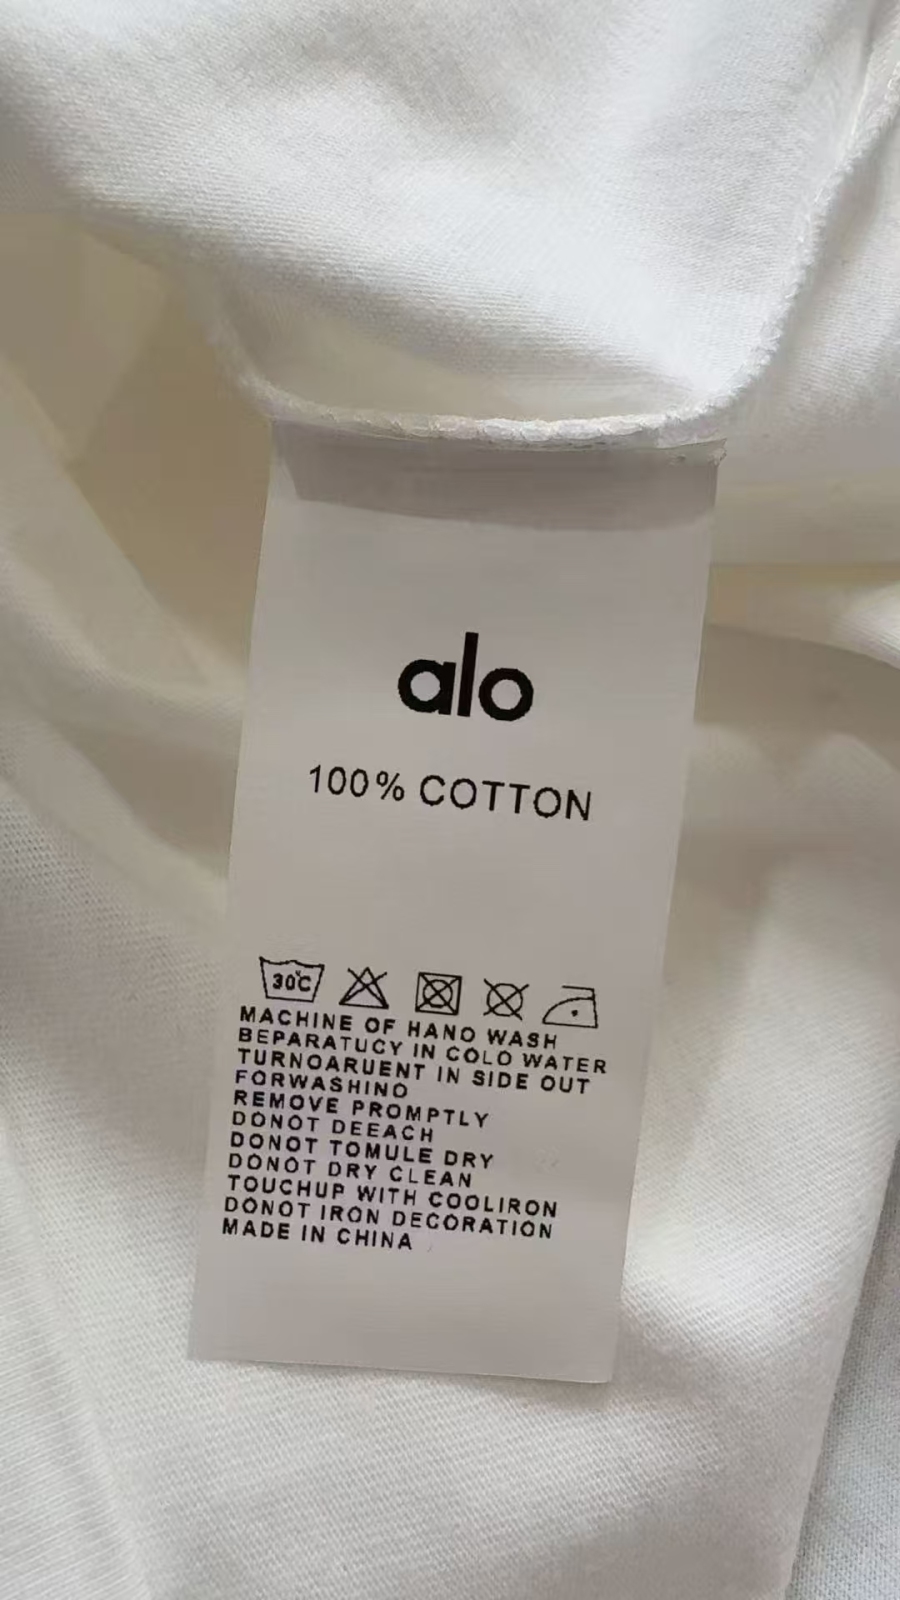 alo
100% COTTON
30℃
MACHINE OF HANO WASH
BEPARATUCY IN COLO WATER
TURNOARUENT IN SIDE OUT
FORWASHINO
REMOVE PROMPTLY
DONOT DEEACH
DONOT TOMULE DRY
DONOT DRY CLEAN
TOUCHUP WITH COOLIRON
DONOT IRON DECORATION
MADE IN CHINA